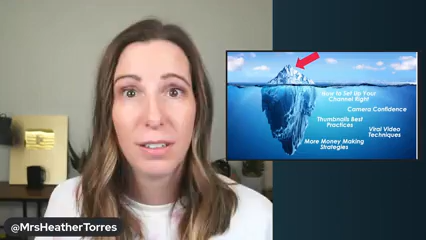 How to Set Up Your
Channel Right
Camera Confidence
Thumbnails Best
Practices
Viral Video
Techniques
More Money Making
Strategies
@MrsHeatherTorres